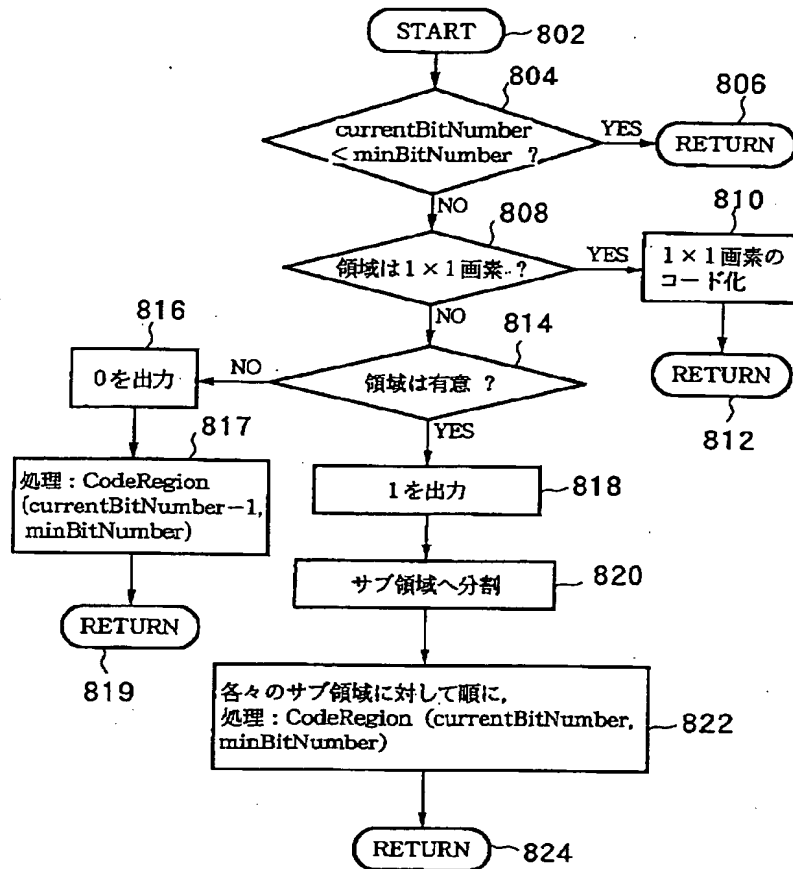 START
802
804
currentBitNumber
< minBitNumber ?
YES
806
RETURN
NO
808
領域は1×1画素 ?
YES
810
1×1画素の
コード化
NO
814
領域は有意 ?
RETURN
812
NO
816
0を出力
YES
817
処理:CodeRegion
(currentBitNumber-1,
minBitNumber)
1を出力
818
サブ領域へ分割
820
RETURN
819
各々のサブ領域に対して順に,
処理:CodeRegion (currentBitNumber,
minBitNumber)
822
RETURN
824